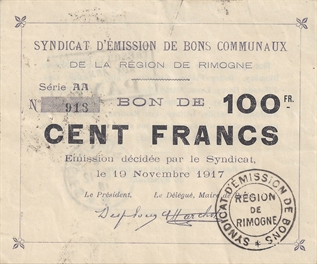 SYNDICAT D'ÉMISSION DE BONS COMMUNAUX
DE LA RÉGION DE RIMOGNE
Série AA
N 913
BON DE 100 FR.
CENT FRANCS
Émission décidée par le Syndicat,
le 19 Novembre 1917
Le Président, Le Délégué, Maire
SYNDICAT D'ÉMISSION DE BONS
RÉGION
DE
RIMOGNE